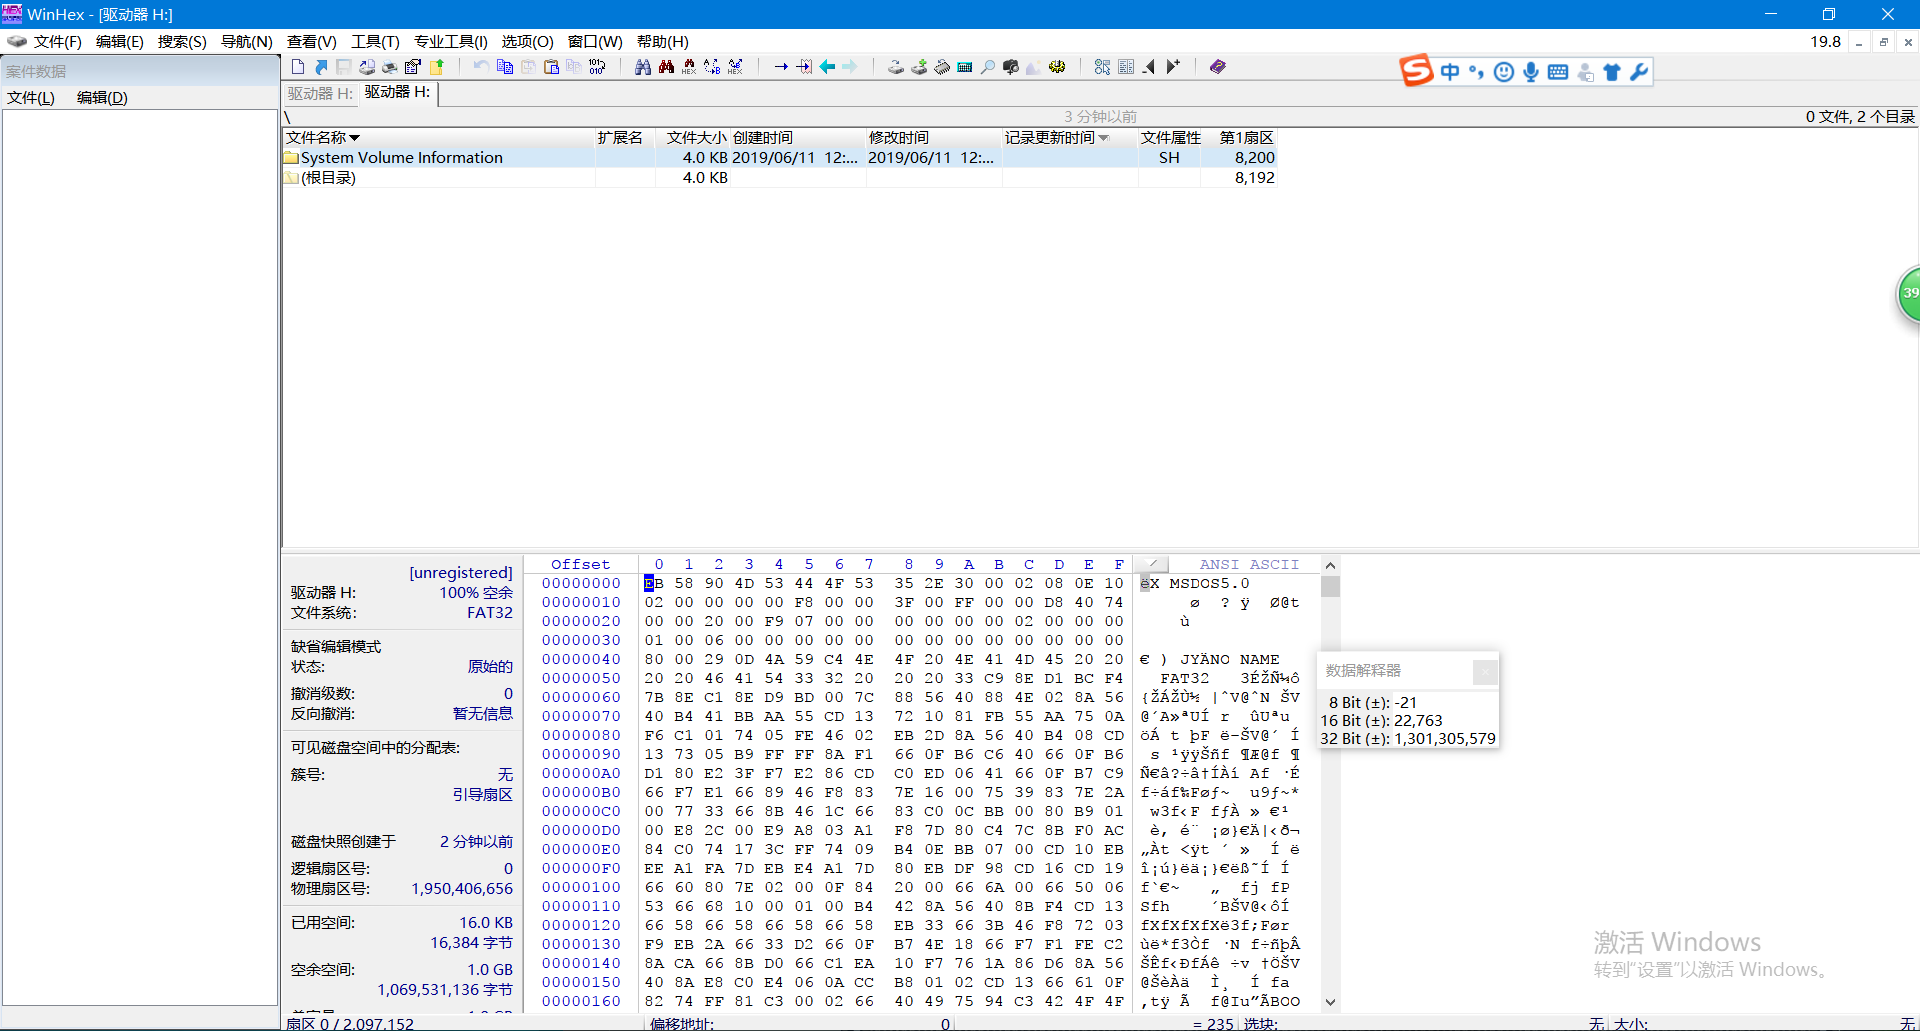 WinHex - [驱动器 H:]
文件(F) 编辑(E) 搜索(S) 导航(N) 查看(V) 工具(T) 专业工具(I) 选项(O) 窗口(W) 帮助(H) 19.8
案件数据
文件(L) 编辑(D)
中
驱动器 H: 驱动器 H:
\ 3 分钟以前 0 文件, 2 个目录
文件名称 扩展名 文件大小 创建时间 修改时间 记录更新时间 文件属性 第1扇区
System Volume Information 4.0 KB 2019/06/11 12:... 2019/06/11 12:... SH 8,200
(根目录) 4.0 KB 8,192
39
[unregistered]
驱动器 H: 100% 空余
文件系统: FAT32
缺省编辑模式
状态: 原始的
撤消级数: 0
反向撤消: 暂无信息
可见磁盘空间中的分配表:
簇号: 无
引导扇区
磁盘快照创建于 2 分钟以前
逻辑扇区号: 0
物理扇区号: 1,950,406,656
已用空间: 16.0 KB
16,384 字节
空余空间: 1.0 GB
1,069,531,136 字节
Offset 0 1 2 3 4 5 6 7 8 9 A B C D E F ANSI ASCII
00000000 EB 58 90 4D 53 44 4F 53 35 2E 30 00 02 08 0E 10 ëX MSDOS5.0
00000010 02 00 00 00 00 F8 00 00 3F 00 FF 00 00 D8 40 74 ø ? ÿ Ø@t
00000020 00 00 20 00 F9 07 00 00 00 00 00 00 02 00 00 00 ù
00000030 01 00 06 00 00 00 00 00 00 00 00 00 00 00 00 00
00000040 80 00 29 0D 4A 59 C4 4E 4F 20 4E 41 4D 45 20 20 € ) JYÄNO NAME
00000050 20 20 46 41 54 33 32 20 20 20 33 C9 8E D1 BC F4 FAT32 3ÉŽÑ¼ô
00000060 7B 8E C1 8E D9 BD 00 7C 88 56 40 88 4E 02 8A 56 {ŽÁŽÙ½ |ˆV@ˆN ŠV
00000070 40 B4 41 BB AA 55 CD 13 72 10 81 FB 55 AA 75 0A @´A»ªUÍ r ûUªu
00000080 F6 C1 01 74 05 FE 46 02 EB 2D 8A 56 40 B4 08 CD öÁ t þF ë-ŠV@´ Í
00000090 13 73 05 B9 FF FF 8A F1 66 0F B6 C6 40 66 0F B6 s ¹ÿÿŠñf ¶Æ@f ¶
000000A0 D1 80 E2 3F F7 E2 86 CD C0 ED 06 41 66 0F B7 C9 Ñ€â?÷â†ÍÀí Af ·É
000000B0 66 F7 E1 66 89 46 F8 83 7E 16 00 75 39 83 7E 2A f÷áf‰Føƒ~ u9ƒ~*
000000C0 00 77 33 66 8B 46 1C 66 83 C0 0C BB 00 80 B9 01 w3f‹F fƒÀ » €¹
000000D0 00 E8 2C 00 E9 A8 03 A1 F8 7D 80 C4 7C 8B F0 AC è, é¨ ¡ø}€Ä|‹ð¬
000000E0 84 C0 74 17 3C FF 74 09 B4 0E BB 07 00 CD 10 EB „Àt <ÿt ´ » Í ë
000000F0 EE A1 FA 7D EB E4 A1 7D 80 EB DF 98 CD 16 CD 19 î¡ú}ëä¡}€ëß˜Í Í
00000100 66 60 80 7E 02 00 0F 84 20 00 66 6A 00 66 50 06 f`€~ „ fj fP
00000110 53 66 68 10 00 01 00 B4 42 8A 56 40 8B F4 CD 13 Sfh ´BŠV@‹ôÍ
00000120 66 58 66 58 66 58 66 58 EB 33 66 3B 46 F8 72 03 fXfXfXfXë3f;Før
00000130 F9 EB 2A 66 33 D2 66 0F B7 4E 18 66 F7 F1 FE C2 ùë*f3Òf ·N f÷ñþÂ
00000140 8A CA 66 8B D0 66 C1 EA 10 F7 76 1A 86 D6 8A 56 ŠÊf‹ÐfÁê ÷v †ÖŠV
00000150 40 8A E8 C0 E4 06 0A CC B8 01 02 CD 13 66 61 0F @ŠèÀä Ì¸ Í fa
00000160 82 74 FF 81 C3 00 02 66 40 49 75 94 C3 42 4F 4F ‚tÿ Ã f@Iu”ÃBOO
数据解释器
8 Bit (±): -21
16 Bit (±): 22,763
32 Bit (±): 1,301,305,579
激活 Windows
转到“设置”以激活 Windows。
扇区 0 / 2,097,152 偏移地址: 0 = 235 选块: 无 大小: 无